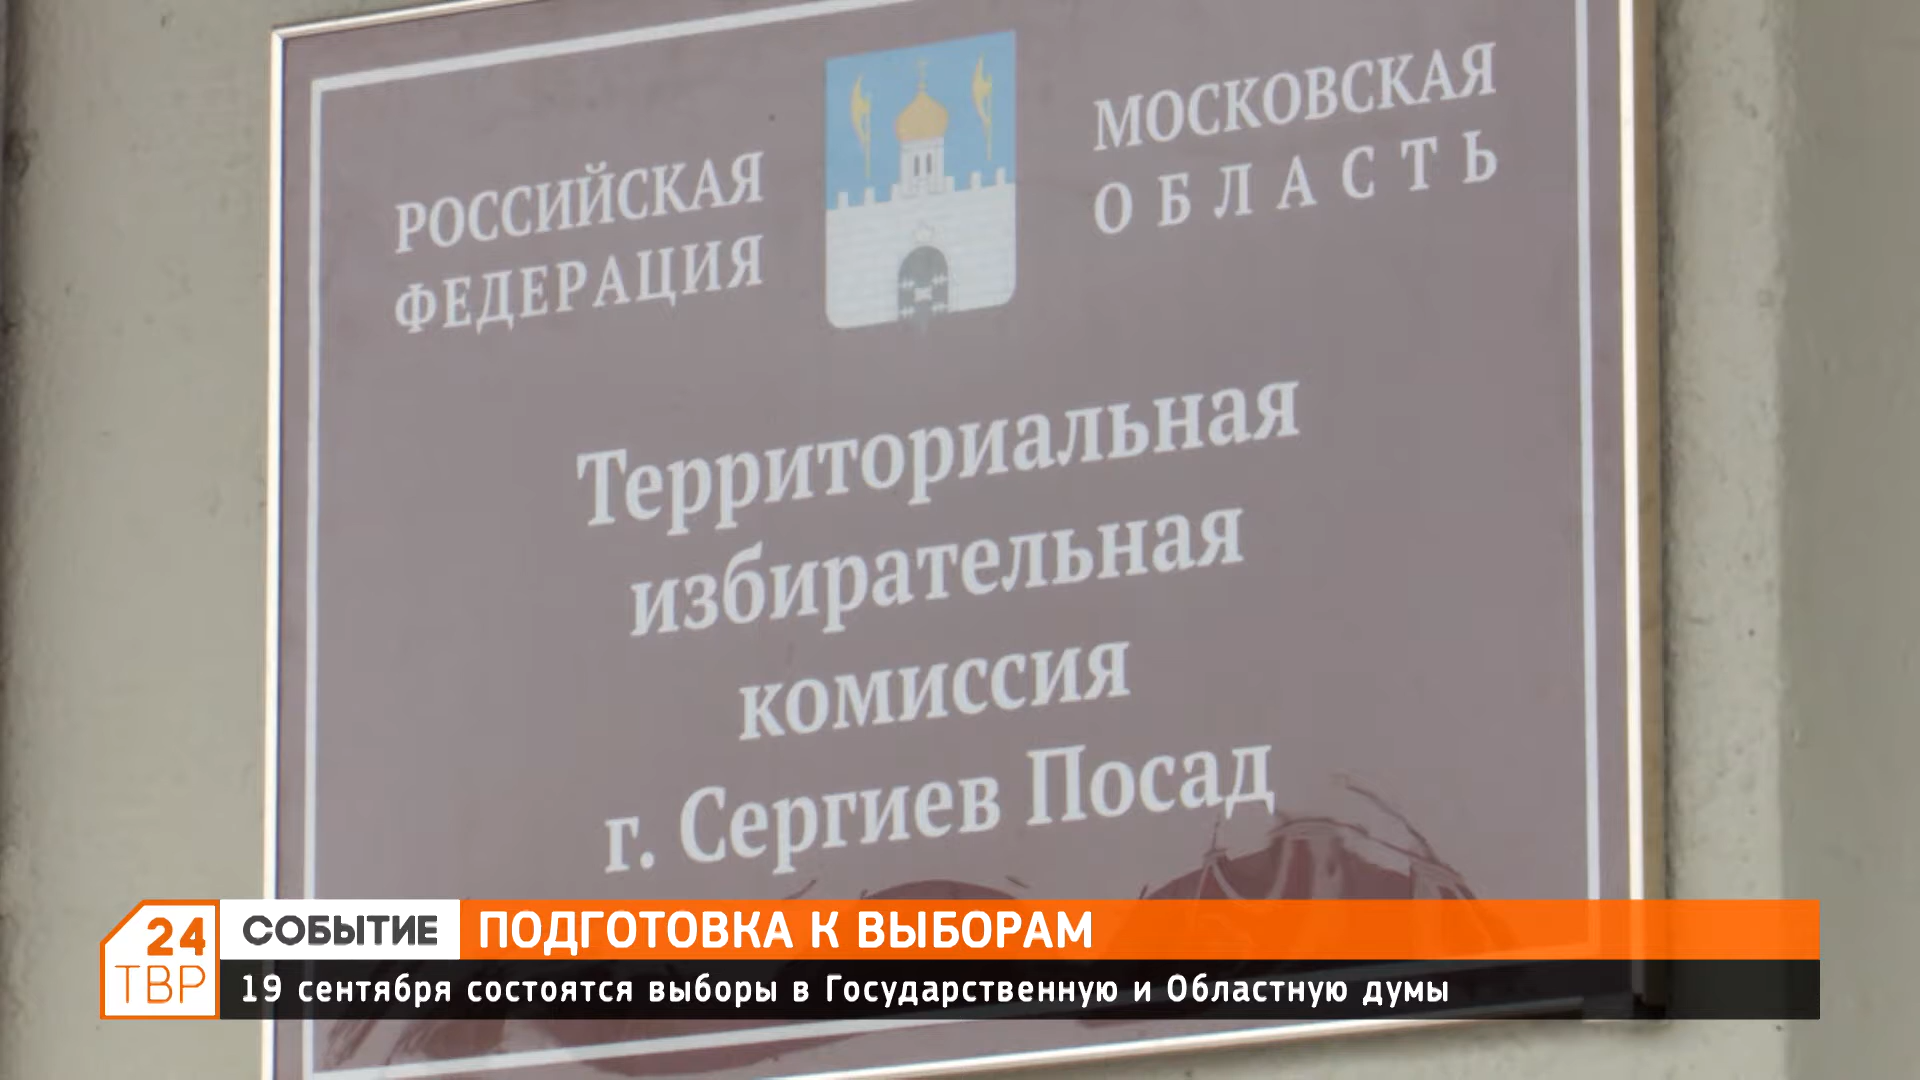 РОССИЙСКАЯ
ФЕДЕРАЦИЯ
МОСКОВСКАЯ
ОБЛАСТЬ
Территориальная
избирательная
комиссия
г. Сергиев Посад
24
ТВР
СОБЫТИЕ
ПОДГОТОВКА К ВЫБОРАМ
19 сентября состоятся выборы в Государственную и Областную думы